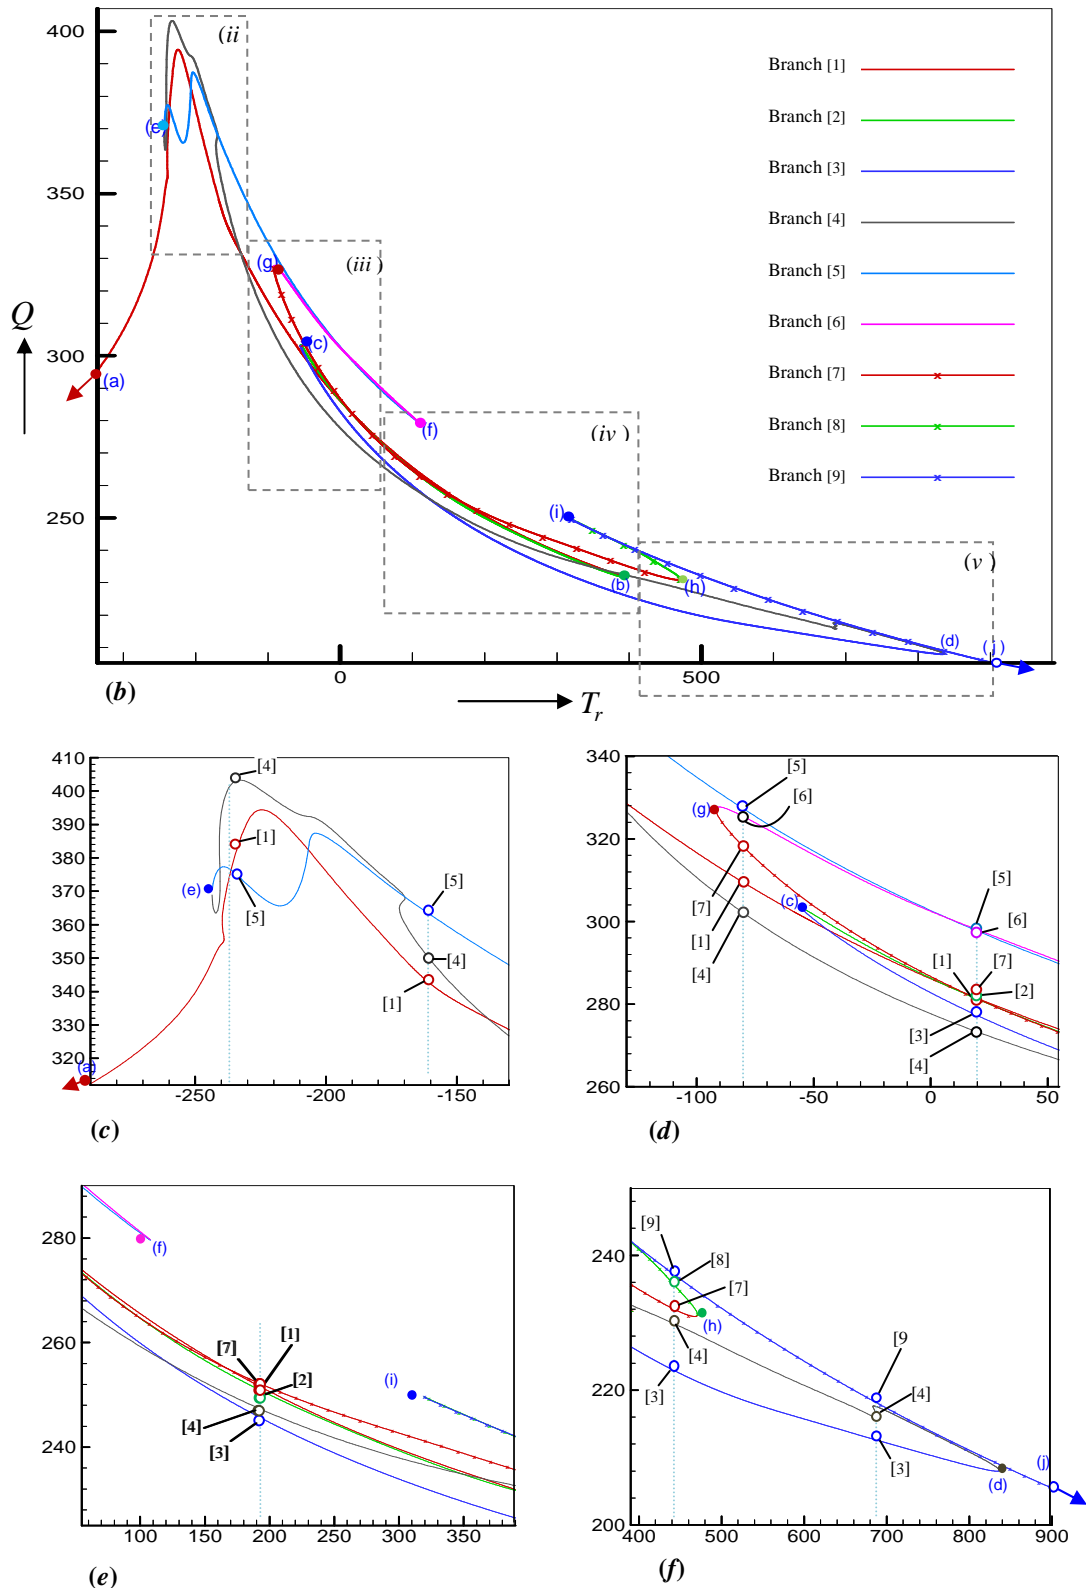 400
350
300
250
Q
(ii
(iii)
(iv)
(v)
Branch [1]
Branch [2]
Branch [3]
Branch [4]
Branch [5]
Branch [6]
Branch [7]
Branch [8]
Branch [9]
(e)
(g)
(c)
(a)
(f)
(i)
(b)
(h)
(d)
(j)
0
500
(b)
T_r
410
400
390
380
370
360
350
340
330
320
[4]
[1]
[5]
(e)
[5]
[4]
[1]
(a)
-250
-200
-150
(c)
340
320
300
280
260
[5]
[6]
(g)
(c)
[7]
[1]
[4]
[5]
[6]
[1]
[7]
[2]
[3]
[4]
-100
-50
0
50
(d)
280
260
240
(f)
[7]
[1]
[2]
[4]
[3]
(i)
100
150
200
250
300
350
(e)
240
220
200
[9]
[8]
[7]
(h)
[4]
[3]
[9
[4]
[3]
(j)
(d)
400
500
600
700
800
900
(f)